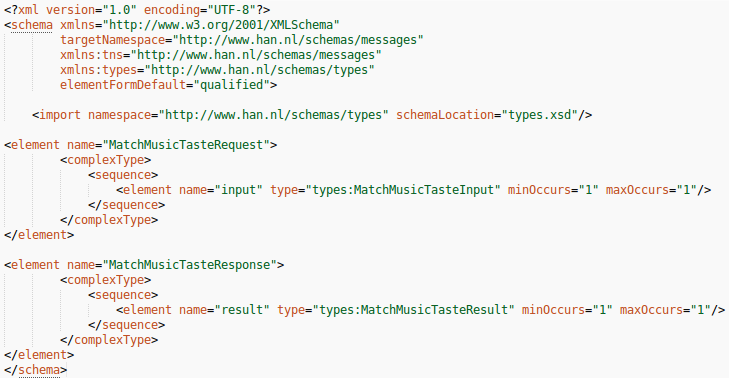 <?xml version="1.0" encoding="UTF-8"?>
<schema xmlns="http://www.w3.org/2001/XMLSchema"
        targetNamespace="http://www.han.nl/schemas/messages"
        xmlns:tns="http://www.han.nl/schemas/messages"
        xmlns:types="http://www.han.nl/schemas/types"
        elementFormDefault="qualified">

    <import namespace="http://www.han.nl/schemas/types" schemaLocation="types.xsd"/>

<element name="MatchMusicTasteRequest">
        <complexType>
            <sequence>
                <element name="input" type="types:MatchMusicTasteInput" minOccurs="1" maxOccurs="1"/>
            </sequence>
        </complexType>
</element>

<element name="MatchMusicTasteResponse">
        <complexType>
            <sequence>
                <element name="result" type="types:MatchMusicTasteResult" minOccurs="1" maxOccurs="1"/>
            </sequence>
        </complexType>
</element>
</schema>